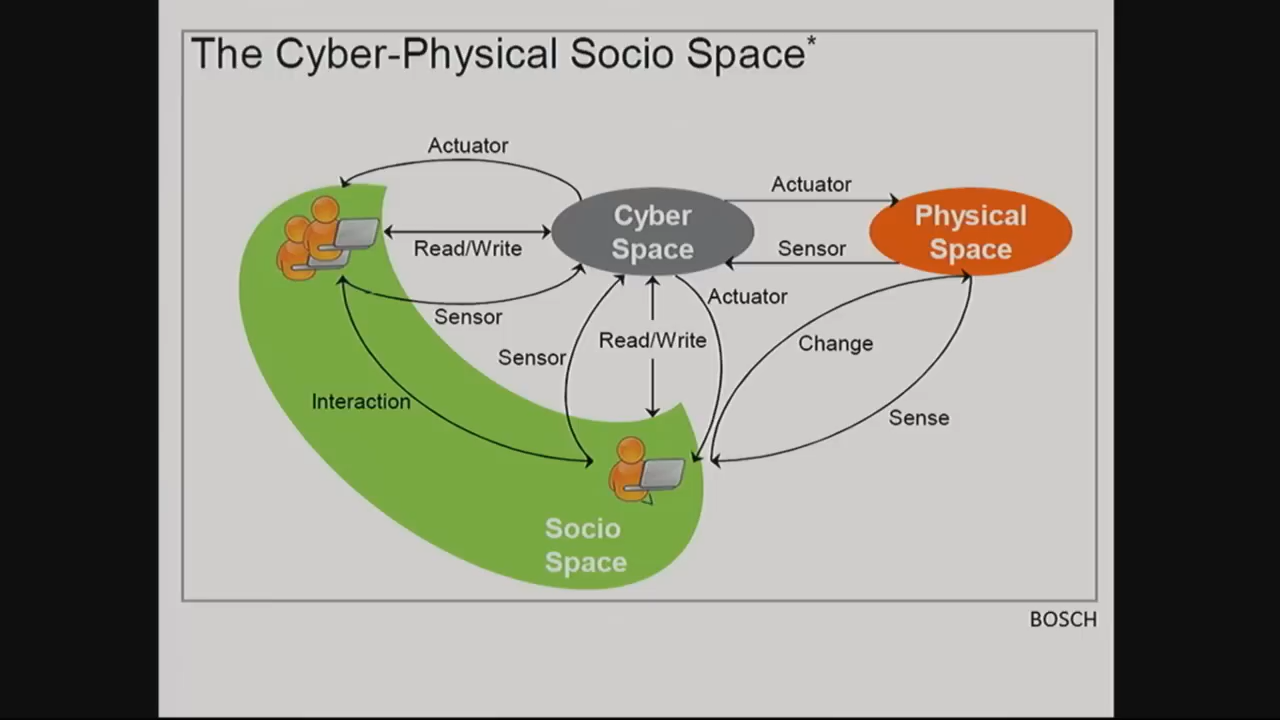 The Cyber-Physical Socio Space*
Actuator
Actuator
Cyber
Space
Physical
Space
Read/Write
Sensor
Sensor
Actuator
Read/Write
Sensor
Change
Interaction
Sense
Socio
Space
BOSCH